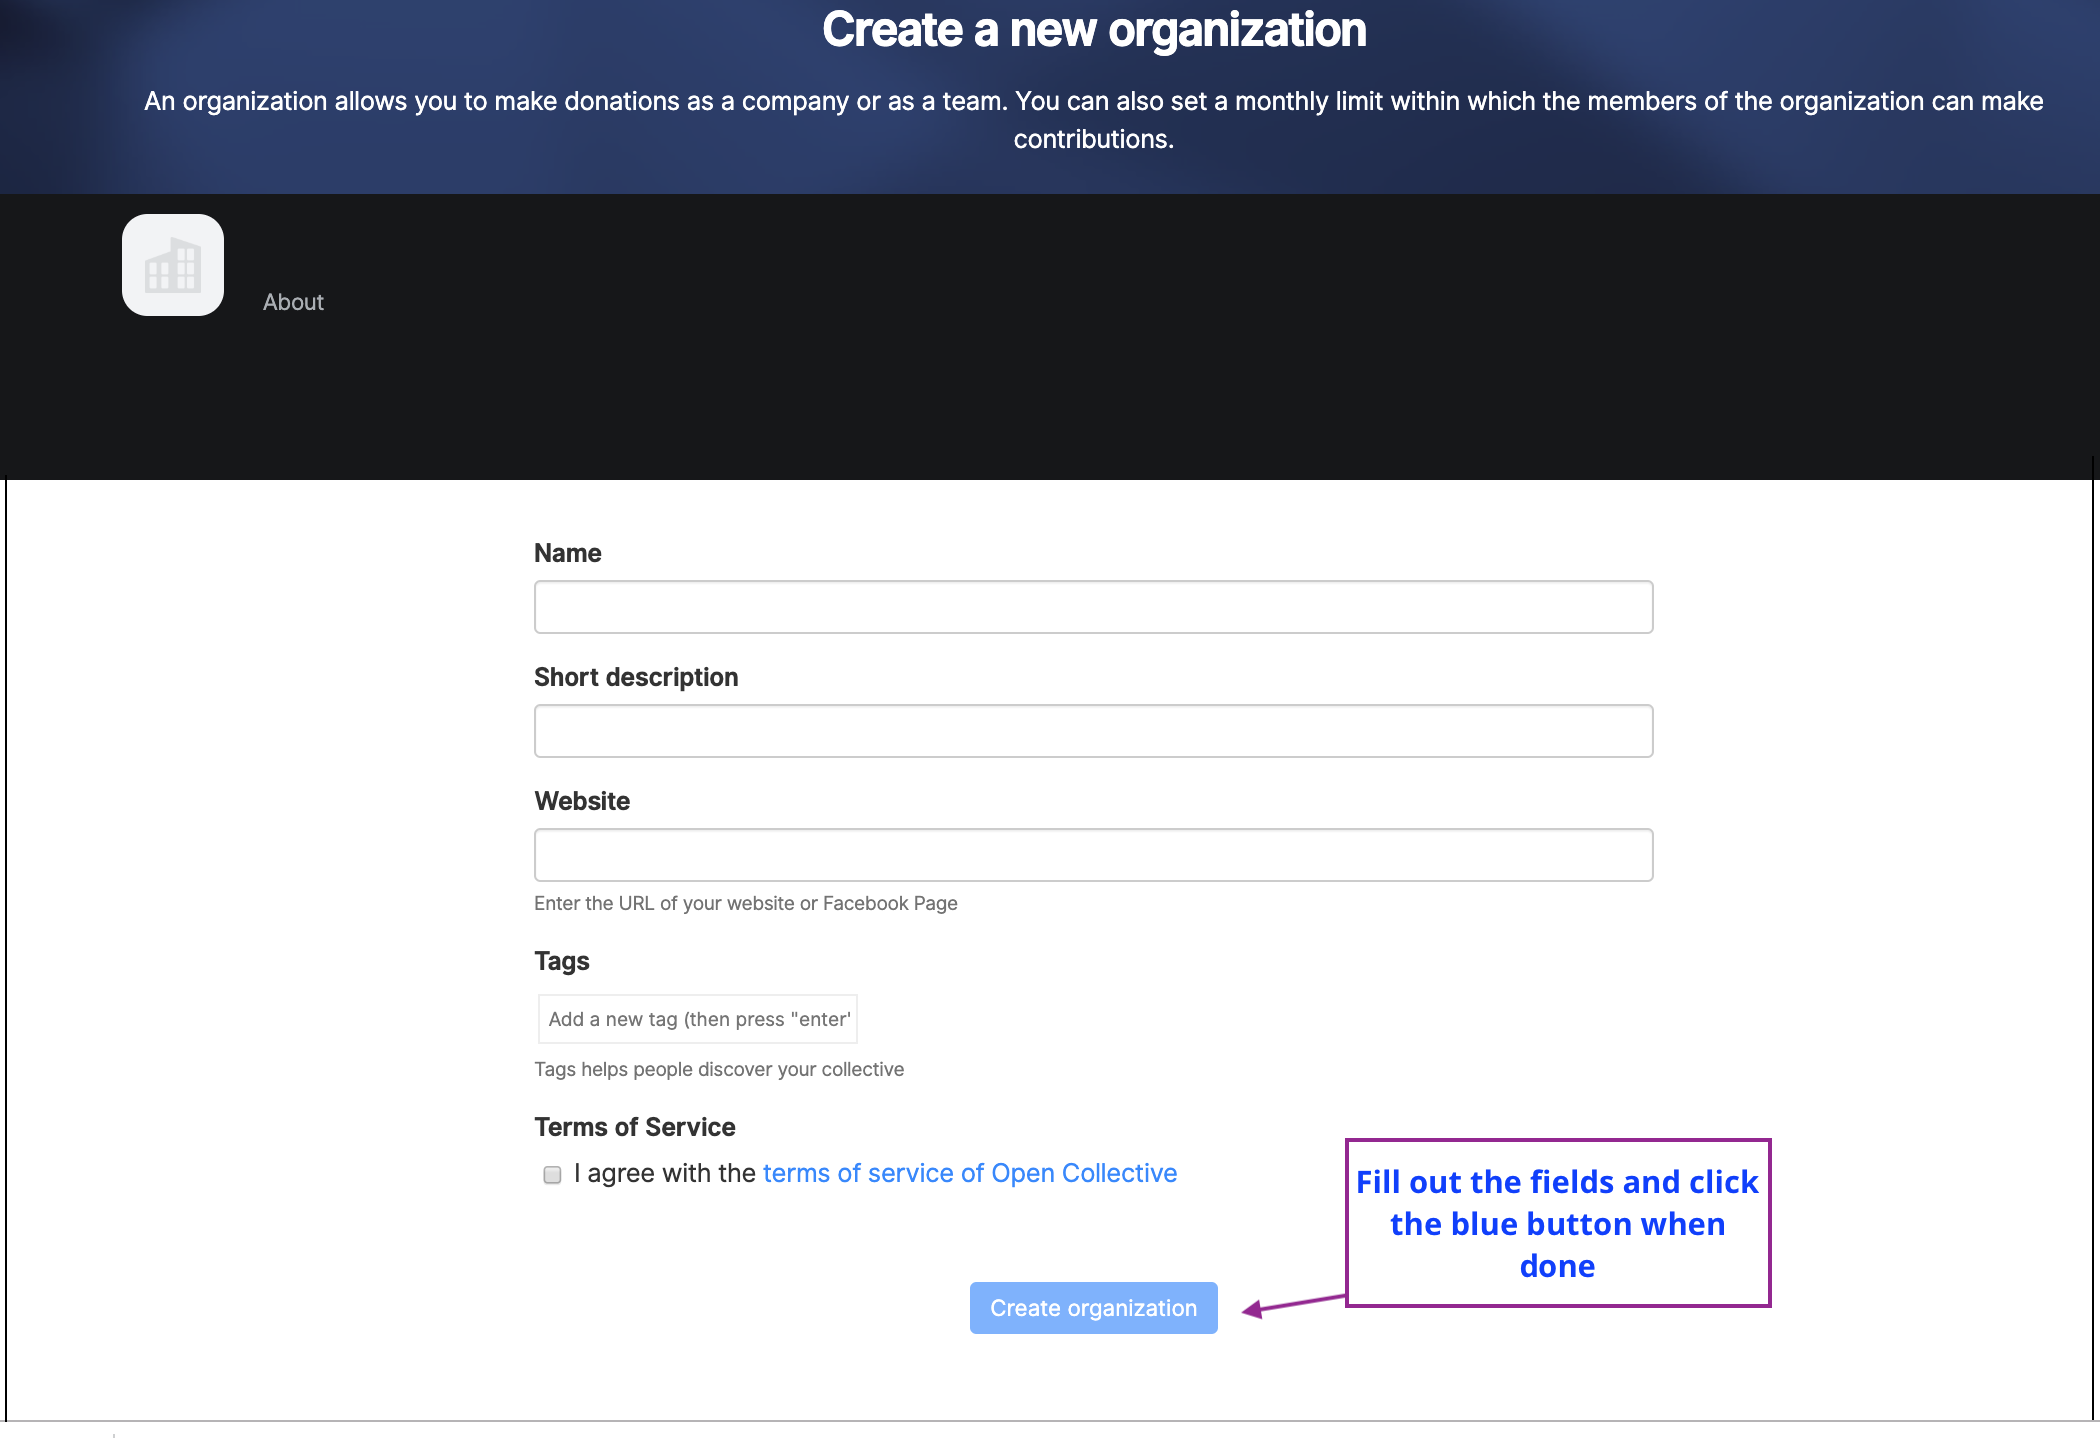 Create a new organization
An organization allows you to make donations as a company or as a team. You can also set a monthly limit within which the members of the organization can make
contributions.
About
Name
Short description
Website
Enter the URL of your website or Facebook Page
Tags
Add a new tag (then press "enter'
Tags helps people discover your collective
Terms of Service
I agree with the terms of service of Open Collective
Fill out the fields and click
the blue button when
done
Create organization